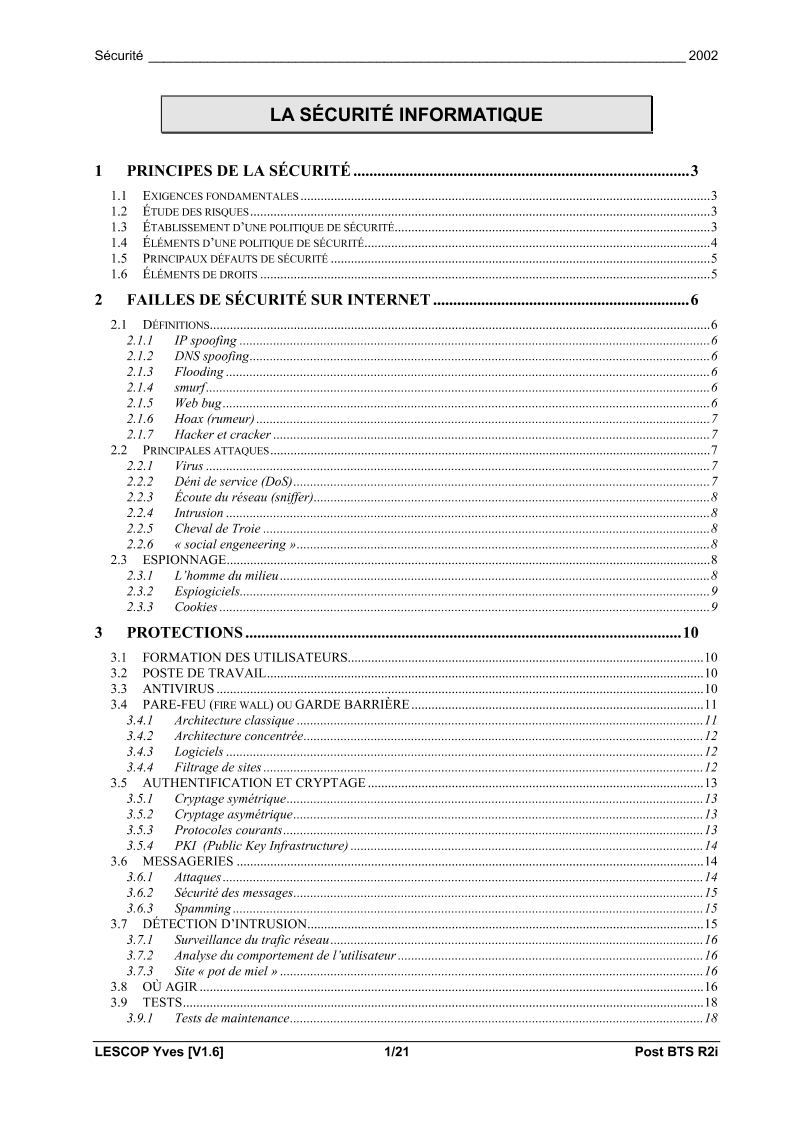 Sécurité 2002
LA SÉCURITÉ INFORMATIQUE
1 PRINCIPES DE LA SÉCURITÉ 3
1.1 EXIGENCES FONDAMENTALES 3
1.2 ÉTUDE DES RISQUES 3
1.3 ÉTABLISSEMENT D’UNE POLITIQUE DE SÉCURITÉ 3
1.4 ÉLÉMENTS D’UNE POLITIQUE DE SÉCURITÉ 4
1.5 PRINCIPAUX DÉFAUTS DE SÉCURITÉ 5
1.6 ÉLÉMENTS DE DROITS 5
2 FAILLES DE SÉCURITÉ SUR INTERNET 6
2.1 DÉFINITIONS 6
2.1.1 IP spoofing 6
2.1.2 DNS spoofing 6
2.1.3 Flooding 6
2.1.4 smurf 6
2.1.5 Web bug 6
2.1.6 Hoax (rumeur) 7
2.1.7 Hacker et cracker 7
2.2 PRINCIPALES ATTAQUES 7
2.2.1 Virus 7
2.2.2 Déni de service (DoS) 7
2.2.3 Écoute du réseau (sniffer) 8
2.2.4 Intrusion 8
2.2.5 Cheval de Troie 8
2.2.6 « social engeneering » 8
2.3 ESPIONNAGE 8
2.3.1 L’homme du milieu 8
2.3.2 Espiogiciels 9
2.3.3 Cookies 9
3 PROTECTIONS 10
3.1 FORMATION DES UTILISATEURS 10
3.2 POSTE DE TRAVAIL 10
3.3 ANTIVIRUS 10
3.4 PARE-FEU (FIRE WALL) OU GARDE BARRIÈRE 11
3.4.1 Architecture classique 11
3.4.2 Architecture concentrée 12
3.4.3 Logiciels 12
3.4.4 Filtrage de sites 12
3.5 AUTHENTIFICATION ET CRYPTAGE 13
3.5.1 Cryptage symétrique 13
3.5.2 Cryptage asymétrique 13
3.5.3 Protocoles courants 13
3.5.4 PKI (Public Key Infrastructure) 14
3.6 MESSAGERIES 14
3.6.1 Attaques 14
3.6.2 Sécurité des messages 15
3.6.3 Spamming 15
3.7 DÉTECTION D’INTRUSION 15
3.7.1 Surveillance du trafic réseau 16
3.7.2 Analyse du comportement de l’utilisateur 16
3.7.3 Site « pot de miel » 16
3.8 OÙ AGIR 16
3.9 TESTS 18
3.9.1 Tests de maintenance 18
LESCOP Yves [V1.6] 1/21 Post BTS R2i